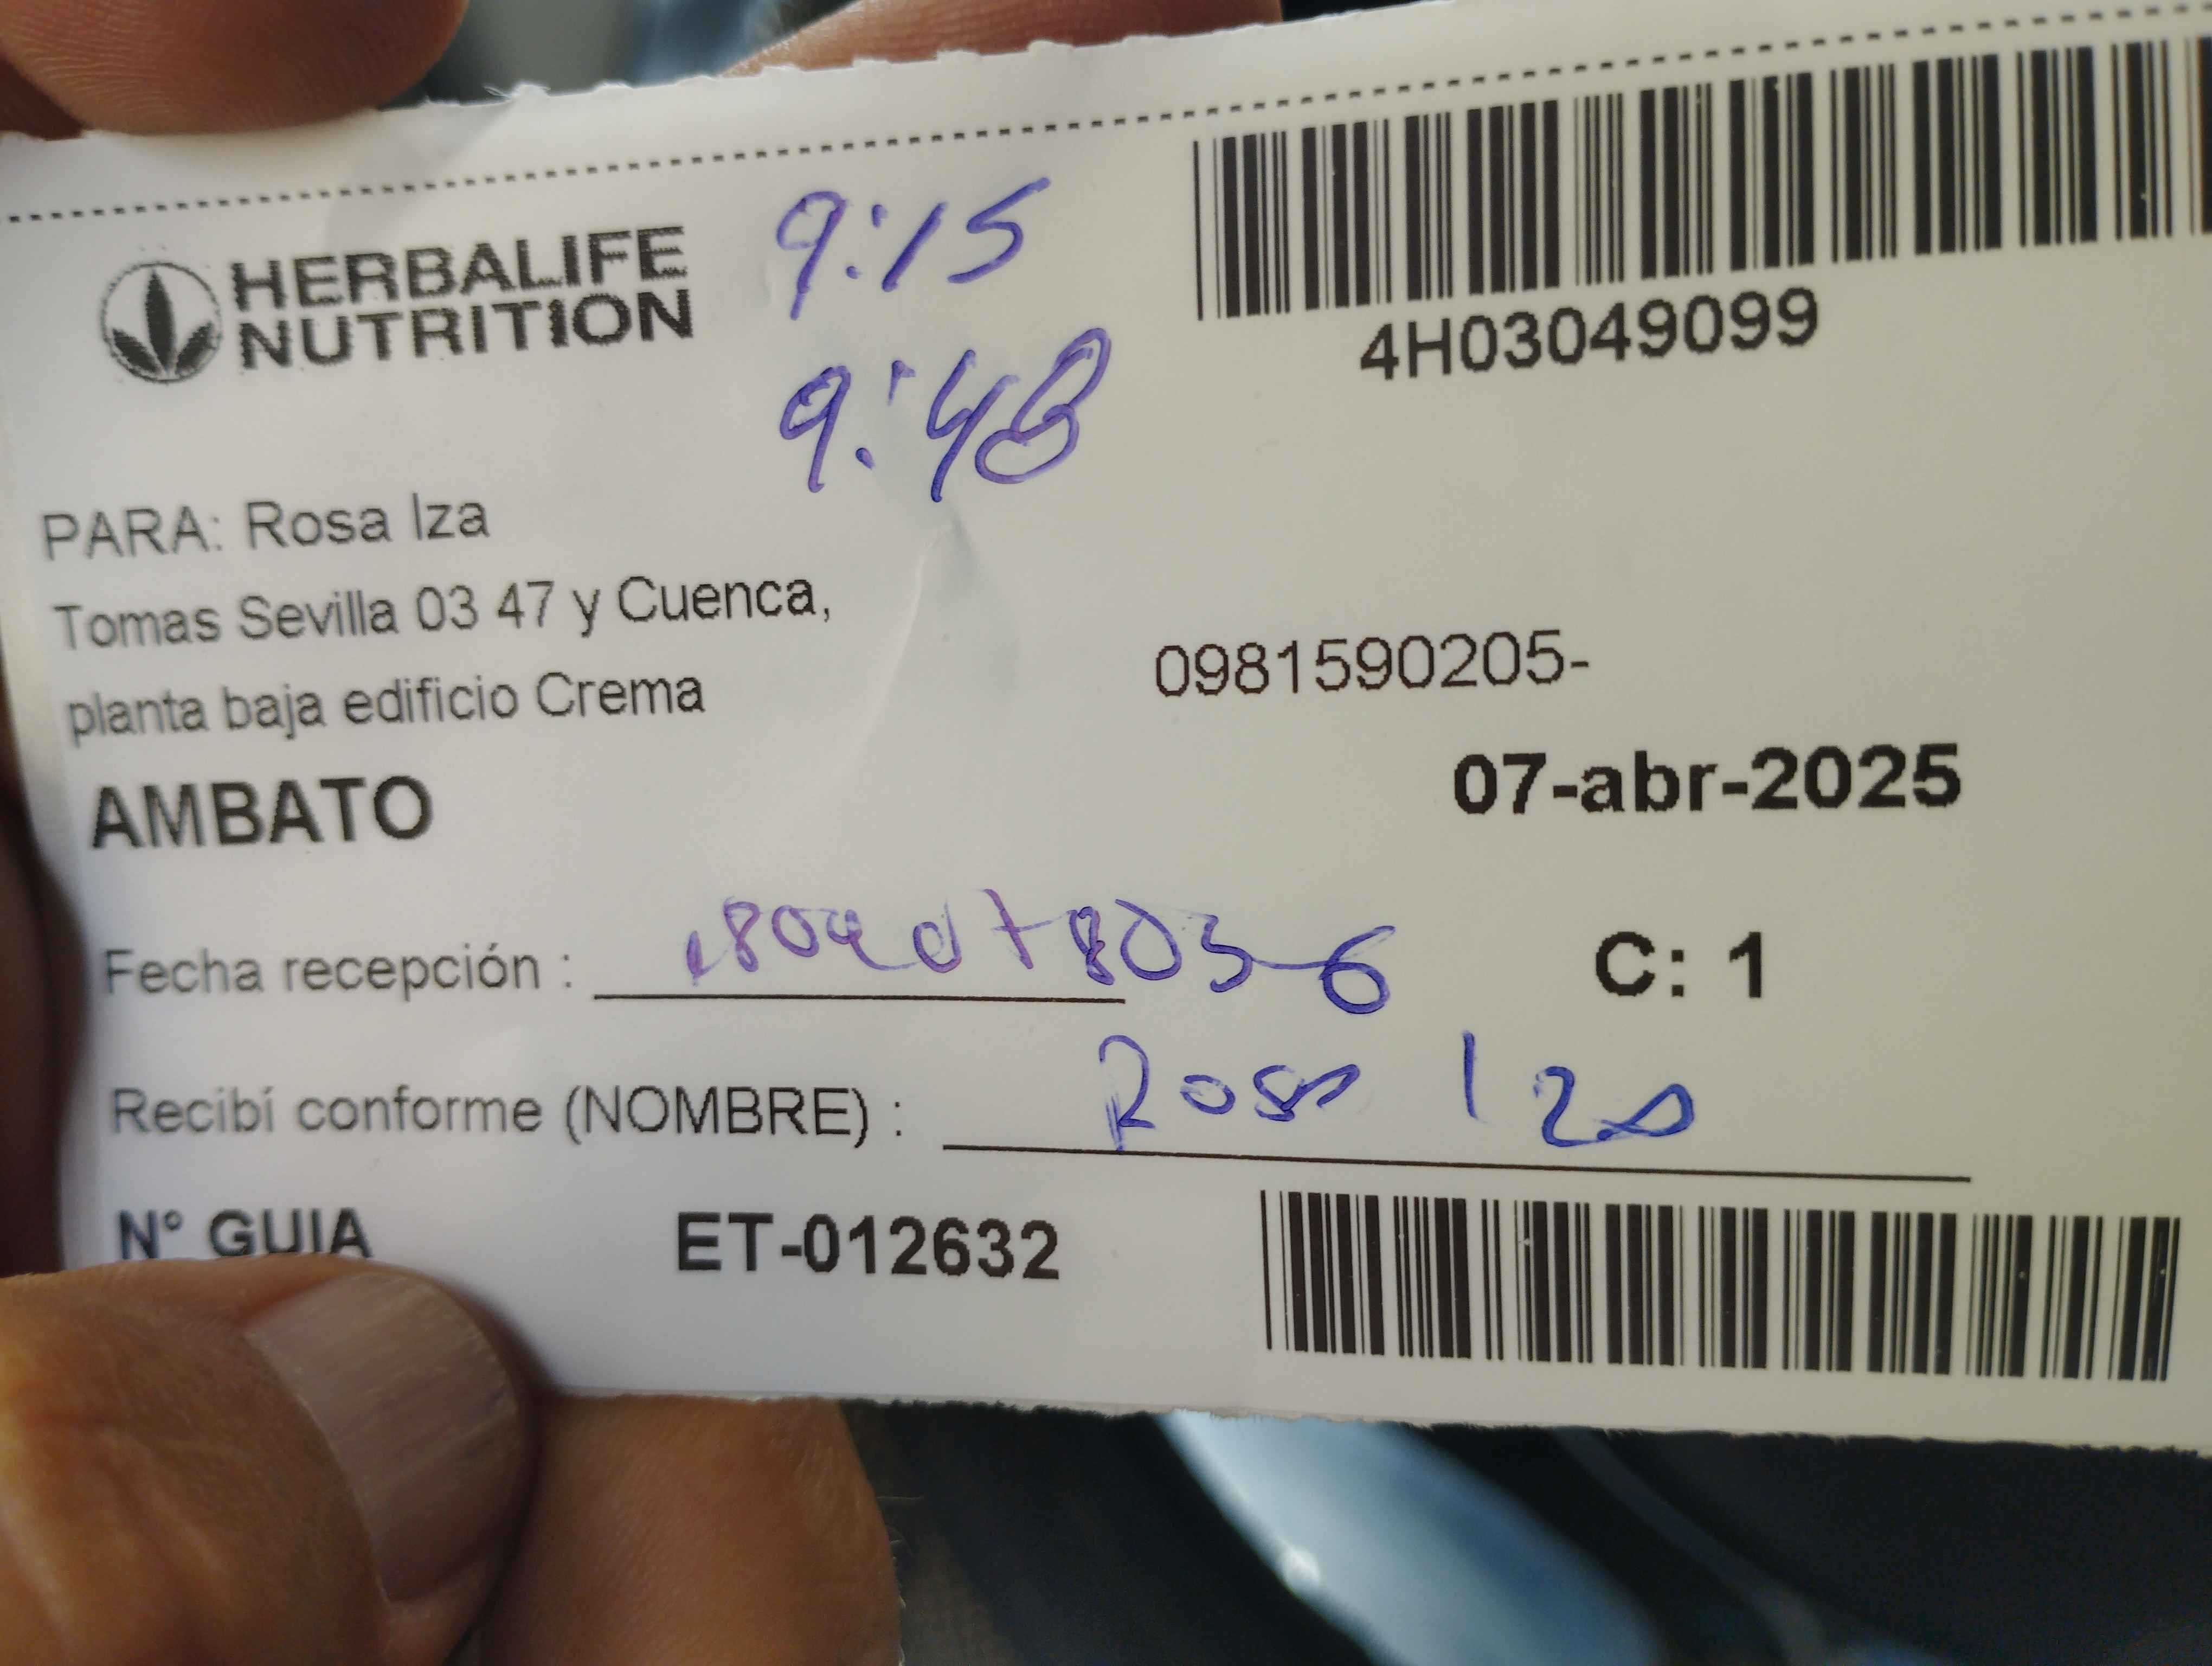 HERBALIFE
NUTRITION
9:15
9:48
4H03049099
PARA: Rosa Iza
Tomas Sevilla 03 47 y Cuenca,
planta baja edificio Crema
0981590205-
AMBATO
07-abr-2025
Fecha recepción :
C: 1
Recibí conforme (NOMBRE) : Rosa Iza
N° GUIA ET-012632